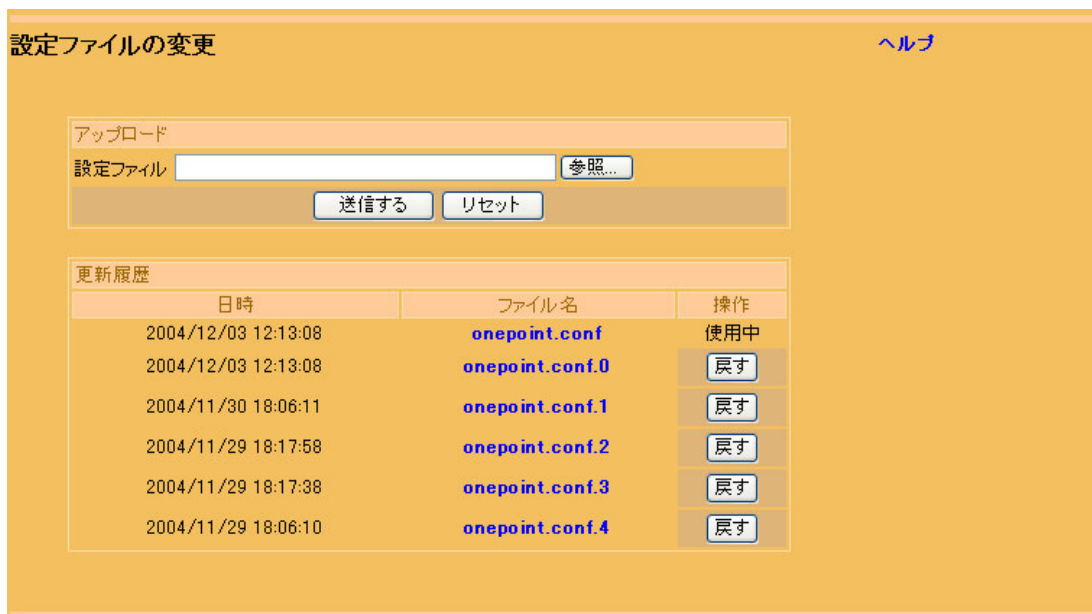 設定ファイルの変更 ヘルプ
アップロード
設定ファイル 参照...
送信する リセット
更新履歴
日時 ファイル名 操作
2004/12/03 12:13:08 onepoint.conf 使用中
2004/12/03 12:13:08 onepoint.conf.0 戻す
2004/11/30 18:06:11 onepoint.conf.1 戻す
2004/11/29 18:17:58 onepoint.conf.2 戻す
2004/11/29 18:17:38 onepoint.conf.3 戻す
2004/11/29 18:06:10 onepoint.conf.4 戻す